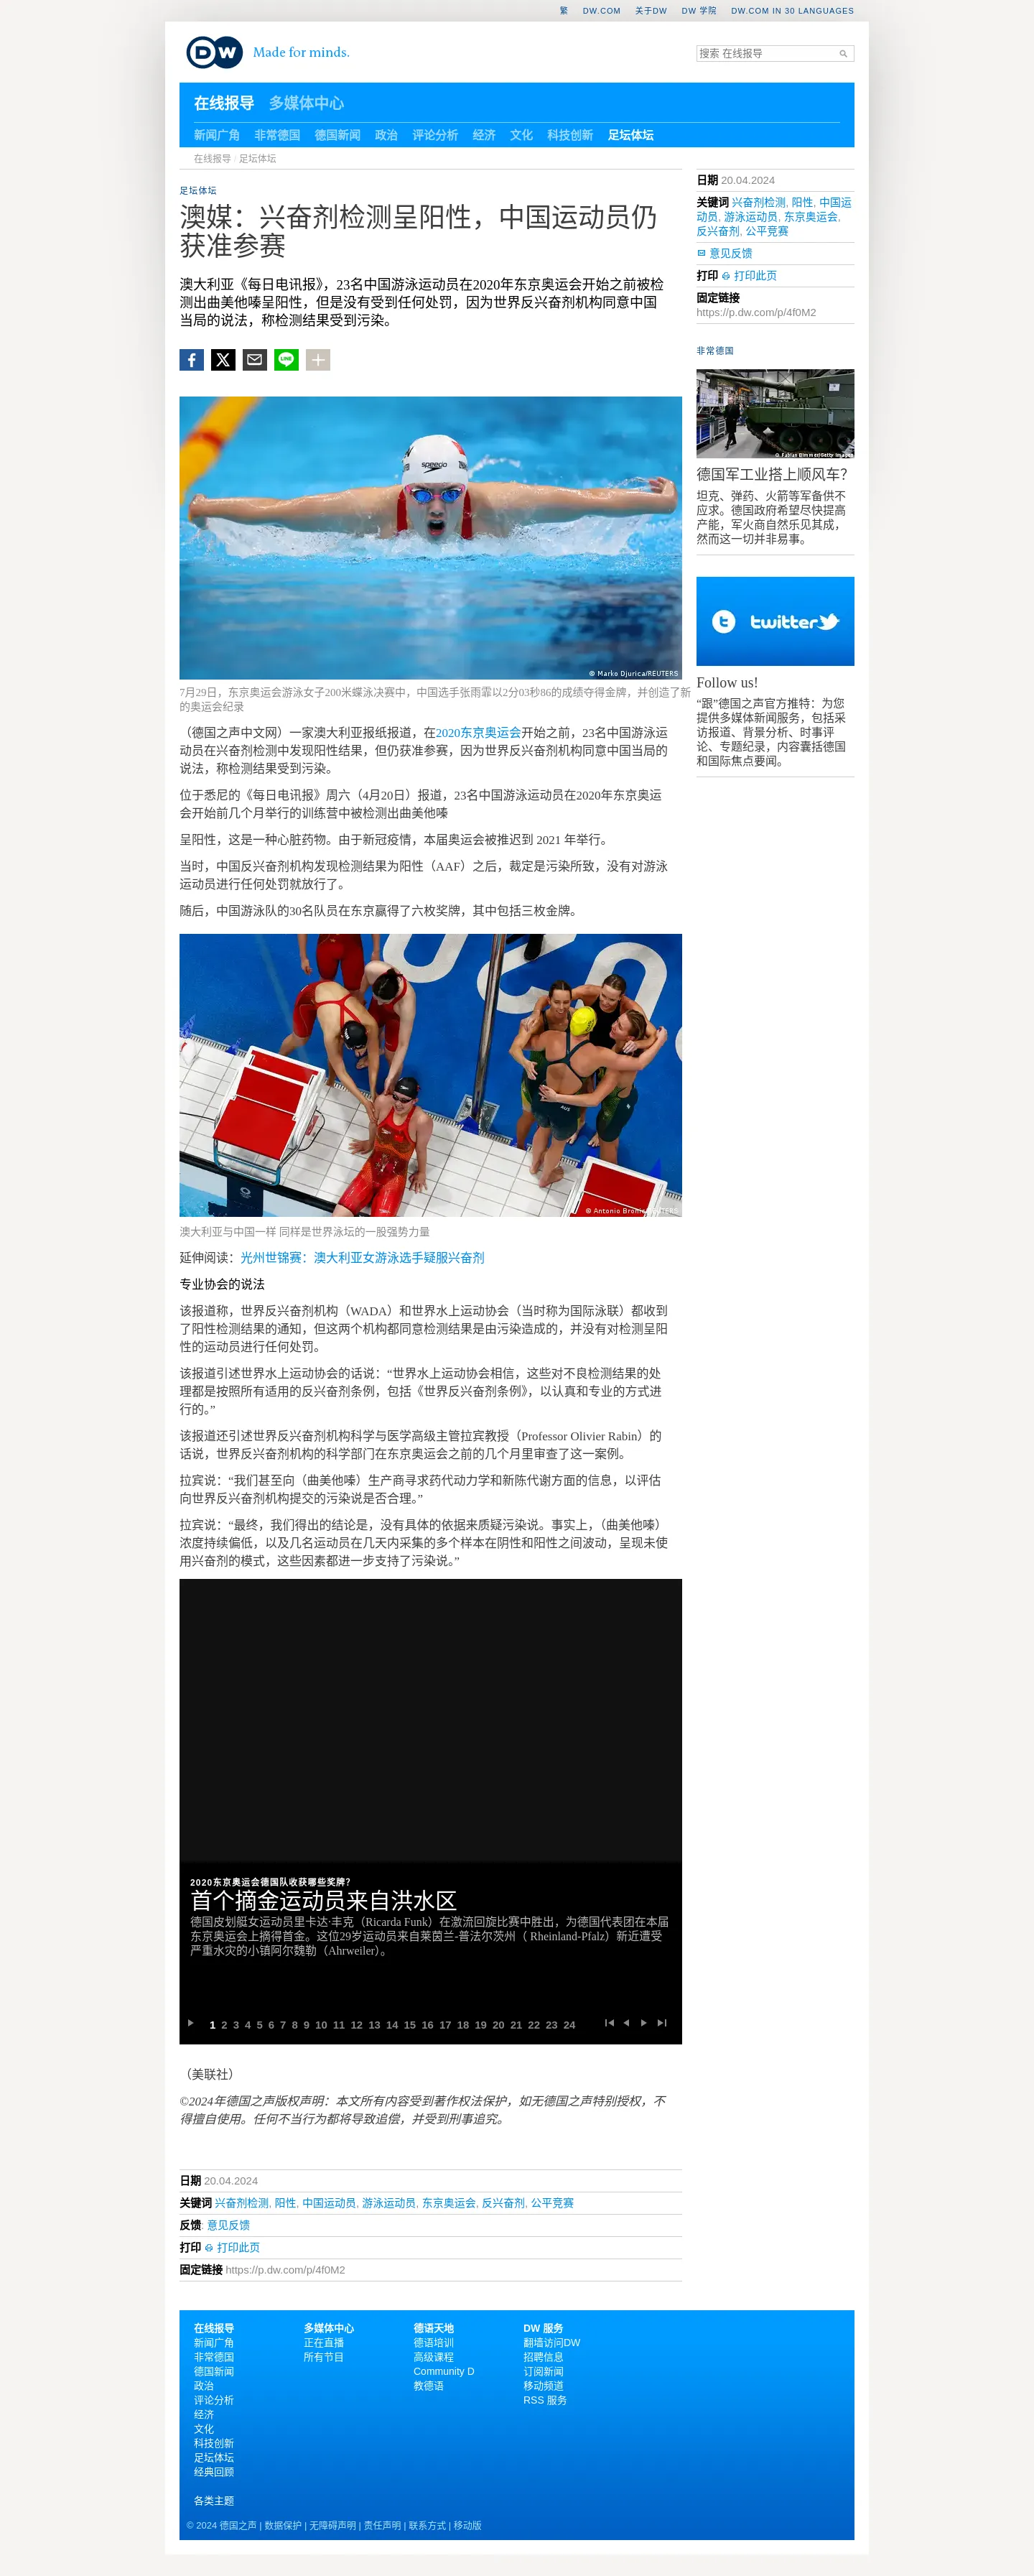 繁 DW.COM 关于DW DW 学院 DW.COM IN 30 LANGUAGES
DW Made for minds.
搜索 在线报导
在线报导 多媒体中心
新闻广角 非常德国 德国新闻 政治 评论分析 经济 文化 科技创新 足坛体坛
在线报导 / 足坛体坛
足坛体坛
澳媒：兴奋剂检测呈阳性，中国运动员仍
获准参赛
澳大利亚《每日电讯报》，23名中国游泳运动员在2020年东京奥运会开始之前被检
测出曲美他嗪呈阳性，但是没有受到任何处罚，因为世界反兴奋剂机构同意中国
当局的说法，称检测结果受到污染。
speedo
© Marko Djurica/REUTERS
7月29日，东京奥运会游泳女子200米蝶泳决赛中，中国选手张雨霏以2分03秒86的成绩夺得金牌，并创造了新
的奥运会纪录
（德国之声中文网）一家澳大利亚报纸报道，在2020东京奥运会开始之前，23名中国游泳运
动员在兴奋剂检测中发现阳性结果，但仍获准参赛，因为世界反兴奋剂机构同意中国当局的
说法，称检测结果受到污染。
位于悉尼的《每日电讯报》周六（4月20日）报道，23名中国游泳运动员在2020年东京奥运
会开始前几个月举行的训练营中被检测出曲美他嗪
呈阳性，这是一种心脏药物。由于新冠疫情，本届奥运会被推迟到 2021 年举行。
当时，中国反兴奋剂机构发现检测结果为阳性（AAF）之后，裁定是污染所致，没有对游泳
运动员进行任何处罚就放行了。
随后，中国游泳队的30名队员在东京赢得了六枚奖牌，其中包括三枚金牌。
AUS
© Antonio Bronic/REUTERS
澳大利亚与中国一样 同样是世界泳坛的一股强势力量
延伸阅读：光州世锦赛：澳大利亚女游泳选手疑服兴奋剂
专业协会的说法
该报道称，世界反兴奋剂机构（WADA）和世界水上运动协会（当时称为国际泳联）都收到
了阳性检测结果的通知，但这两个机构都同意检测结果是由污染造成的，并没有对检测呈阳
性的运动员进行任何处罚。
该报道引述世界水上运动协会的话说：“世界水上运动协会相信，这些对不良检测结果的处
理都是按照所有适用的反兴奋剂条例，包括《世界反兴奋剂条例》，以认真和专业的方式进
行的。”
该报道还引述世界反兴奋剂机构科学与医学高级主管拉宾教授（Professor Olivier Rabin）的
话说，世界反兴奋剂机构的科学部门在东京奥运会之前的几个月里审查了这一案例。
拉宾说：“我们甚至向（曲美他嗪）生产商寻求药代动力学和新陈代谢方面的信息，以评估
向世界反兴奋剂机构提交的污染说是否合理。”
拉宾说：“最终，我们得出的结论是，没有具体的依据来质疑污染说。事实上，（曲美他嗪）
浓度持续偏低，以及几名运动员在几天内采集的多个样本在阴性和阳性之间波动，呈现未使
用兴奋剂的模式，这些因素都进一步支持了污染说。”
2020东京奥运会德国队收获哪些奖牌？
首个摘金运动员来自洪水区
德国皮划艇女运动员里卡达·丰克（Ricarda Funk）在激流回旋比赛中胜出，为德国代表团在本届
东京奥运会上摘得首金。这位29岁运动员来自莱茵兰-普法尔茨州（ Rheinland-Pfalz）新近遭受
严重水灾的小镇阿尔魏勒（Ahrweiler）。
1 2 3 4 5 6 7 8 9 10 11 12 13 14 15 16 17 18 19 20 21 22 23 24
（美联社）
©2024年德国之声版权声明：本文所有内容受到著作权法保护，如无德国之声特别授权，不
得擅自使用。任何不当行为都将导致追偿，并受到刑事追究。
日期 20.04.2024
关键词 兴奋剂检测, 阳性, 中国运动员, 游泳运动员, 东京奥运会, 反兴奋剂, 公平竞赛
反馈: 意见反馈
打印 打印此页
固定链接 https://p.dw.com/p/4f0M2
日期 20.04.2024
关键词 兴奋剂检测, 阳性, 中国运
动员, 游泳运动员, 东京奥运会,
反兴奋剂, 公平竞赛
意见反馈
打印 打印此页
固定链接
https://p.dw.com/p/4f0M2
非常德国
© Fabian Bimmer/Getty Images
德国军工业搭上顺风车？
坦克、弹药、火箭等军备供不
应求。德国政府希望尽快提高
产能，军火商自然乐见其成，
然而这一切并非易事。
twitter
Follow us!
“跟”德国之声官方推特：为您
提供多媒体新闻服务，包括采
访报道、背景分析、时事评
论、专题纪录，内容囊括德国
和国际焦点要闻。
在线报导
新闻广角
非常德国
德国新闻
政治
评论分析
经济
文化
科技创新
足坛体坛
经典回顾
各类主题
多媒体中心
正在直播
所有节目
德语天地
德语培训
高级课程
Community D
教德语
DW 服务
翻墙访问DW
招聘信息
订阅新闻
移动频道
RSS 服务
© 2024 德国之声 | 数据保护 | 无障碍声明 | 责任声明 | 联系方式 | 移动版